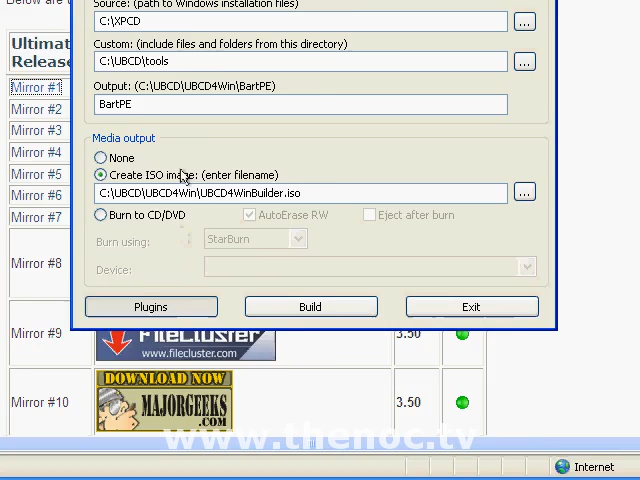 Below are
Source: (path to Windows installation files)
C:\XPCD
...
Custom: (include files and folders from this directory)
C:\UBCD\tools
...
Output: (C:\UBCD\UBCD4Win\BartPE)
BartPE
Media output
None
Create ISO image: (enter filename)
C:\UBCD\UBCD4Win\UBCD4WinBuilder.iso
...
Burn to CD/DVD
AutoErase RW
Eject after burn
Burn using:
StarBurn
Device:
Plugins
Build
Exit
Ultimat
Release
Mirror #1
Mirror #2
Mirror #3
Mirror #4
Mirror #5
Mirror #6
Mirror #7
Mirror #8
Mirror #9
FileCluster
www.filecluster.com
3.50
Mirror #10
DOWNLOAD NOW
MAJORGEEKS
.COM
3.50
www.thenoc.tv
Internet